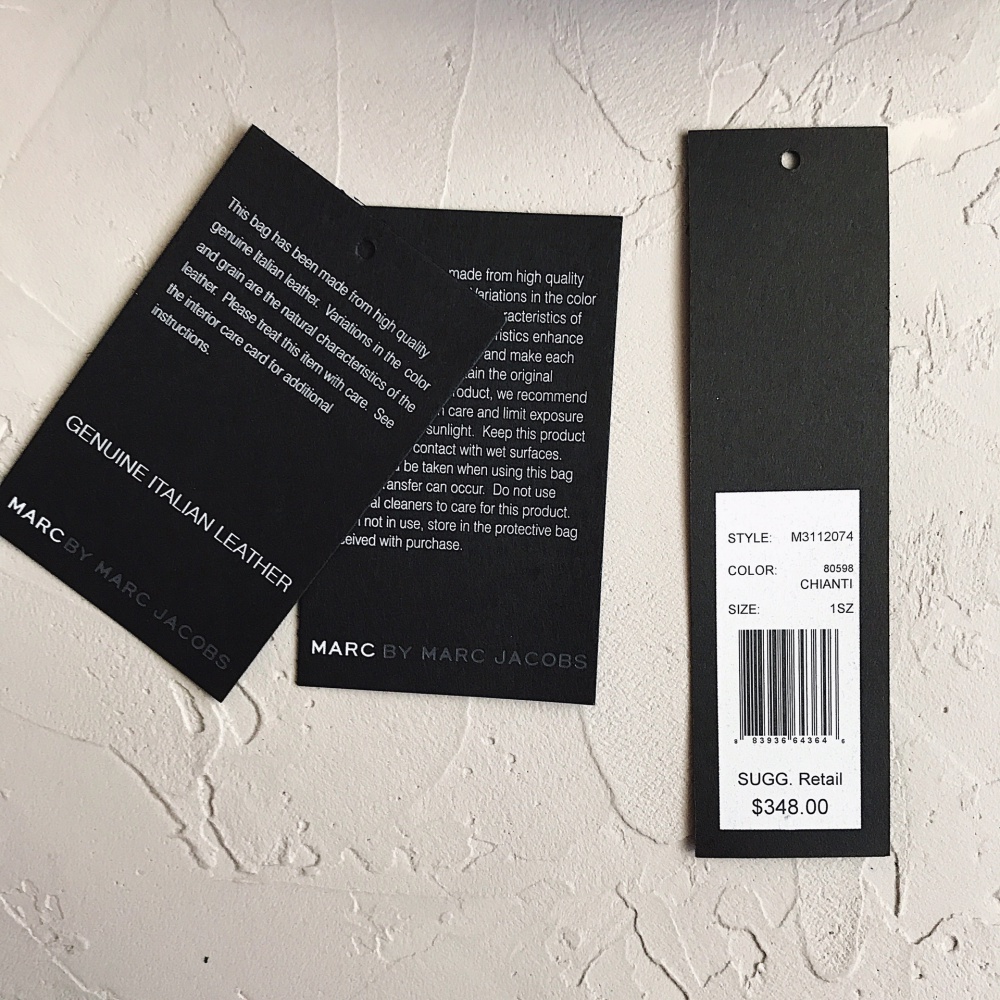 This bag has been made from high quality
genuine Italian leather. Variations in the color
and grain are the natural characteristics of the
leather. Please treat this item with care. See
the interior care card for additional
instructions.
GENUINE ITALIAN LEATHER
MARC BY MARC JACOBS
made from high quality
Variations in the color
of
enhance
and make each
the original
we recommend
care and limit exposure
sunlight. Keep this product
contact with wet surfaces.
be taken when using this bag
can occur. Do not use
cleaners to care for this product.
not in use, store in the protective bag
with purchase.
MARC BY MARC JACOBS
STYLE: M3112074
COLOR: 80598
CHIANTI
SIZE: 1SZ
8 83936 64364 6
SUGG. Retail
$348.00